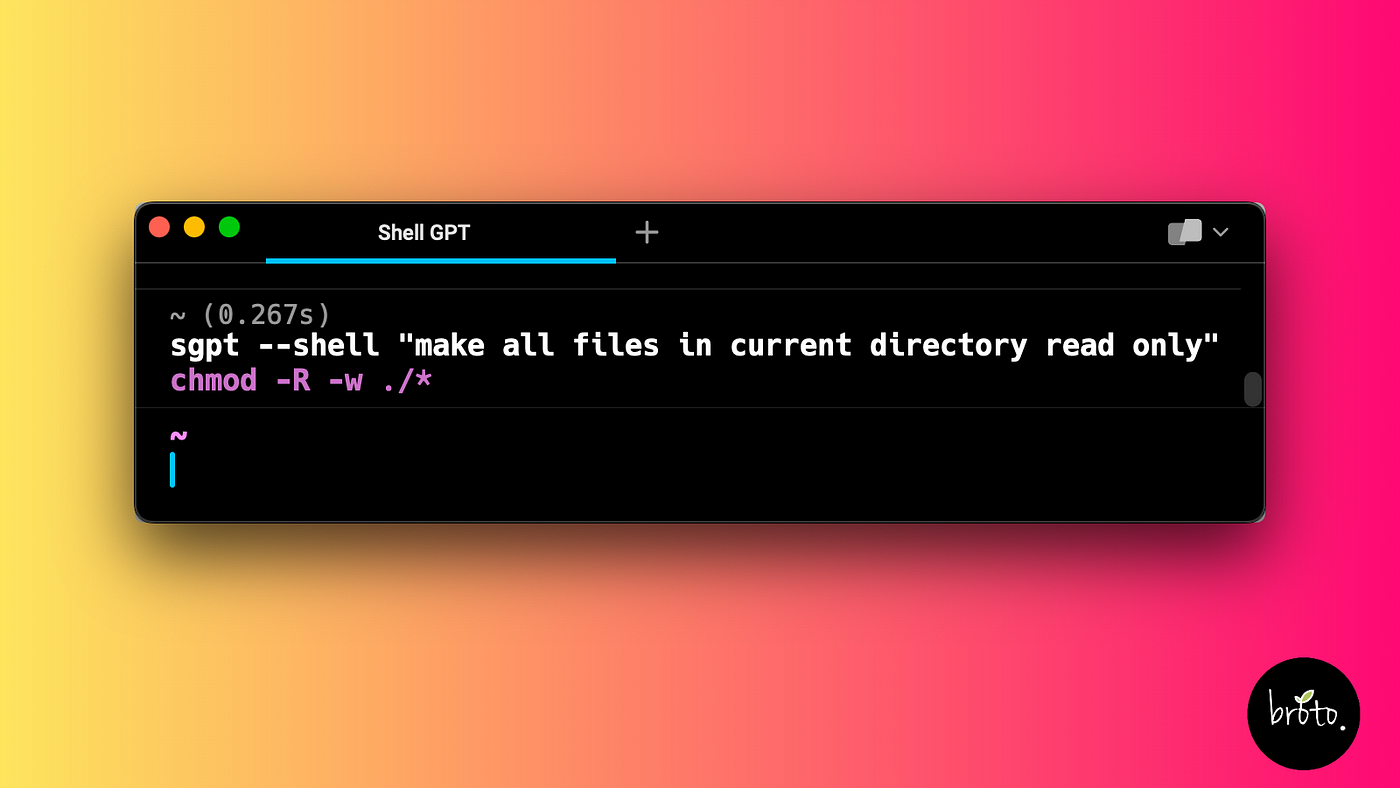 Shell GPT
~ (0.267s)
sgpt --shell "make all files in current directory read only"
chmod -R -w ./*
~
broto.